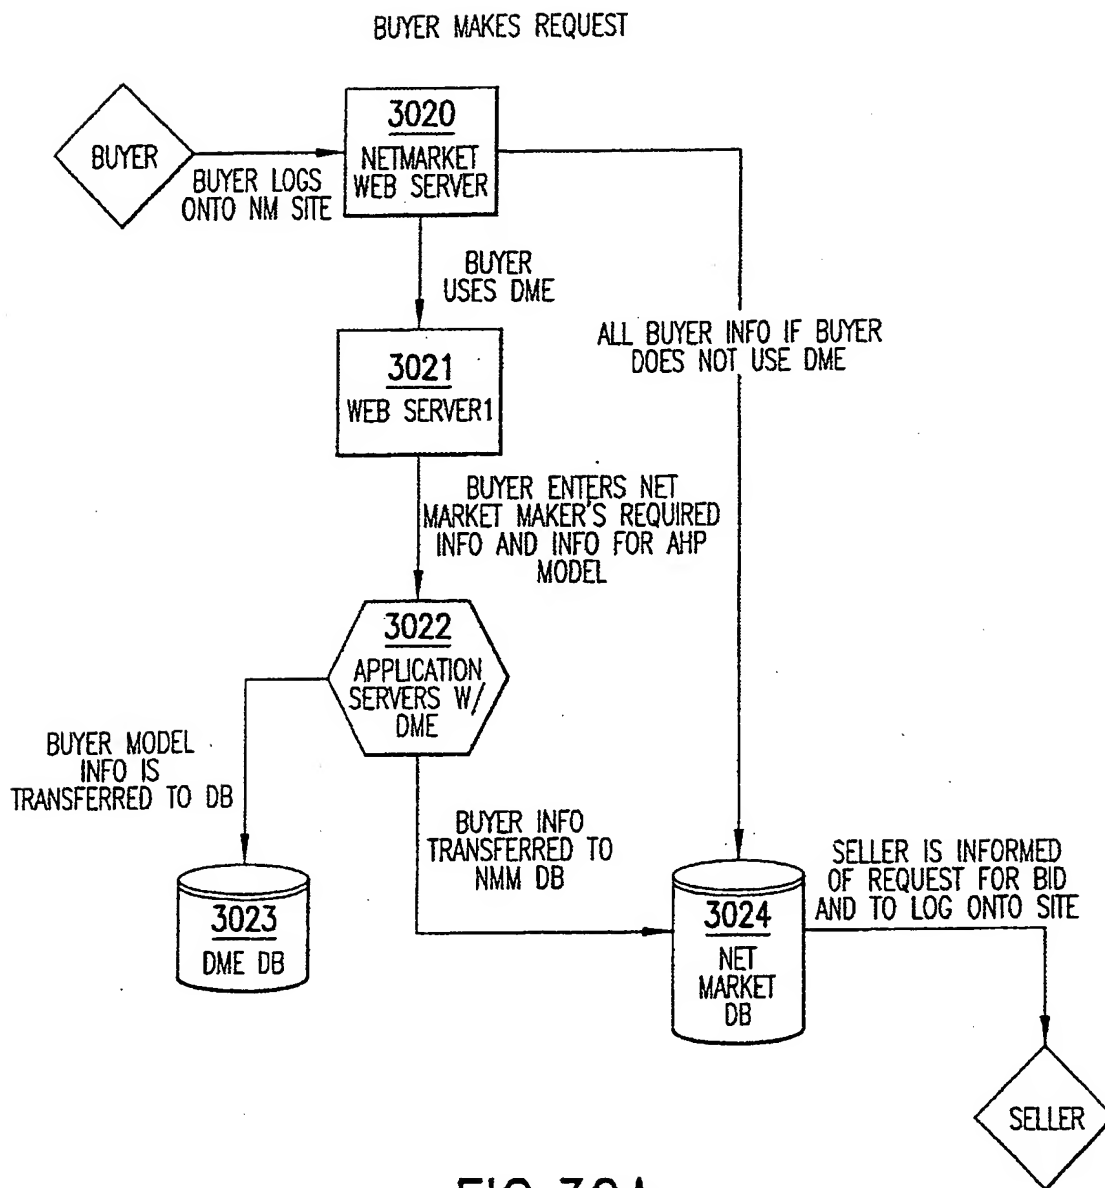 BUYER MAKES REQUEST
BUYER
BUYER LOGS
ONTO NM SITE
3020
NETMARKET
WEB SERVER
BUYER
USES DME
ALL BUYER INFO IF BUYER
DOES NOT USE DME
3021
WEB SERVER1
BUYER ENTERS NET
MARKET MAKER'S REQUIRED
INFO AND INFO FOR AHP
MODEL
3022
APPLICATION
SERVERS W/
DME
BUYER MODEL
INFO IS
TRANSFERRED TO DB
BUYER INFO
TRANSFERRED TO
NMM DB
3023
DME DB
3024
NET
MARKET
DB
SELLER IS INFORMED
OF REQUEST FOR BID
AND TO LOG ONTO SITE
SELLER